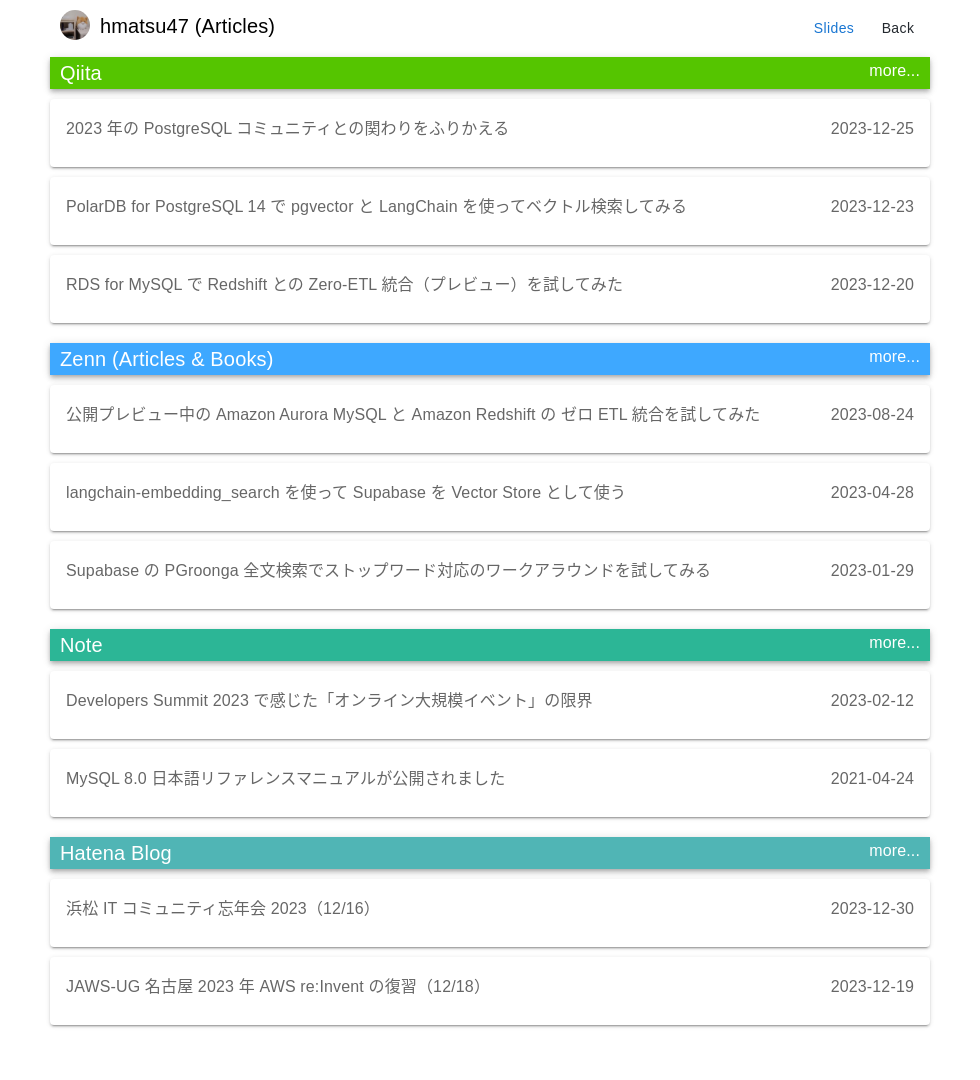 hmatsu47 (Articles)
Slides
Back
Qiita
more...
2023 年の PostgreSQL コミュニティとの関わりをふりかえる
2023-12-25
PolarDB for PostgreSQL 14 で pgvector と LangChain を使ってベクトル検索してみる
2023-12-23
RDS for MySQL で Redshift との Zero-ETL 統合（プレビュー）を試してみた
2023-12-20
Zenn (Articles & Books)
more...
公開プレビュー中の Amazon Aurora MySQL と Amazon Redshift の ゼロ ETL 統合を試してみた
2023-08-24
langchain-embedding_search を使って Supabase を Vector Store として使う
2023-04-28
Supabase の PGroonga 全文検索でストップワード対応のワークアラウンドを試してみる
2023-01-29
Note
more...
Developers Summit 2023 で感じた「オンライン大規模イベント」の限界
2023-02-12
MySQL 8.0 日本語リファレンスマニュアルが公開されました
2021-04-24
Hatena Blog
more...
浜松 IT コミュニティ忘年会 2023（12/16）
2023-12-30
JAWS-UG 名古屋 2023 年 AWS re:Invent の復習（12/18）
2023-12-19